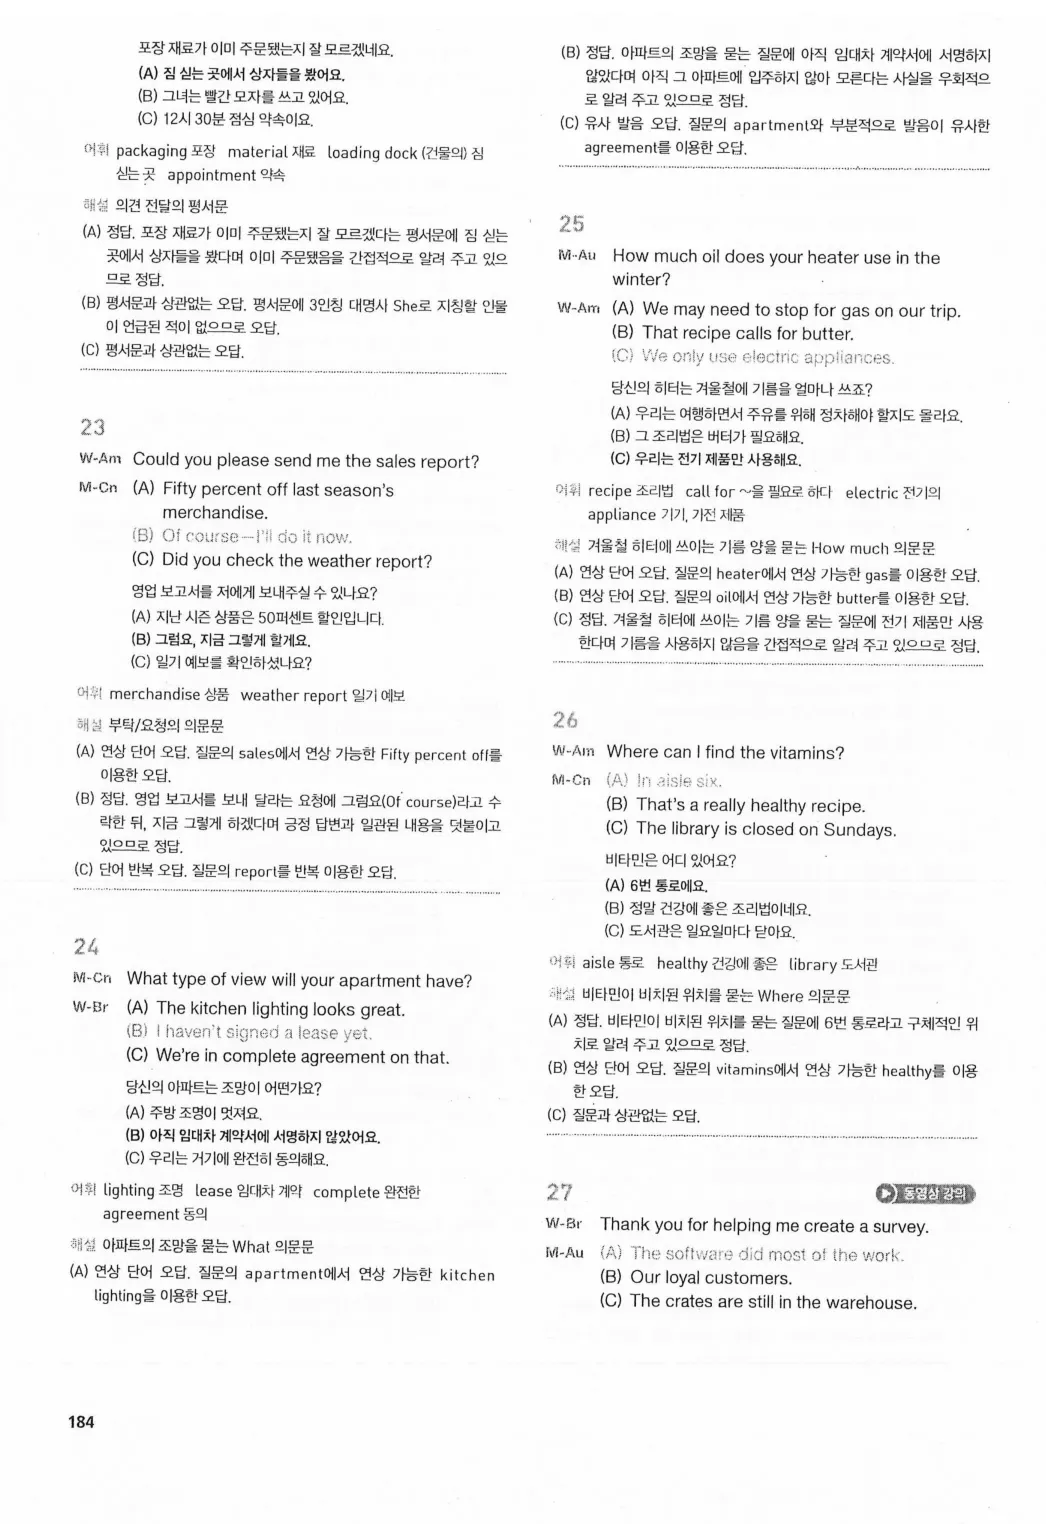 포장 재료가 이미 주문됐는지 잘 모르겠네요.
(A) 짐 싣는 곳에서 상자들을 봤어요.
(B) 그녀는 빨간 모자를 쓰고 있어요.
(C) 12시 30분 점심 약속이요.
어휘 packaging 포장 material 재료 loading dock (건물의) 짐
싣는 곳 appointment 약속
해설 의견 전달의 평서문
(A) 정답. 포장 재료가 이미 주문됐는지 잘 모르겠다는 평서문에 짐 싣는
곳에서 상자들을 봤다며 이미 주문됐음을 간접적으로 알려 주고 있으
므로 정답.
(B) 평서문과 상관없는 오답. 평서문에 3인칭 대명사 She로 지칭할 인물
이 언급된 적이 없으므로 오답.
(C) 평서문과 상관없는 오답.
23
W-Am Could you please send me the sales report?
M-Cn (A) Fifty percent off last season's
merchandise.
(B) Of course—I'll do it now.
(C) Did you check the weather report?
영업 보고서를 저에게 보내주실 수 있나요?
(A) 지난 시즌 상품은 50퍼센트 할인입니다.
(B) 그럼요, 지금 그렇게 할게요.
(C) 일기 예보를 확인하셨나요?
어휘 merchandise 상품 weather report 일기 예보
해설 부탁/요청의 의문문
(A) 연상 단어 오답. 질문의 sales에서 연상 가능한 Fifty percent off를
이용한 오답.
(B) 정답. 영업 보고서를 보내 달라는 요청에 그럼요(Of course)라고 수
락한 뒤, 지금 그렇게 하겠다며 긍정 답변과 일관된 내용을 덧붙이고
있으므로 정답.
(C) 단어 반복 오답. 질문의 report를 반복 이용한 오답.
24
M-Cn What type of view will your apartment have?
W-Br (A) The kitchen lighting looks great.
(B) I haven't signed a lease yet.
(C) We're in complete agreement on that.
당신의 아파트는 조망이 어떤가요?
(A) 주방 조명이 멋져요.
(B) 아직 임대차 계약서에 서명하지 않았어요.
(C) 우리는 거기에 완전히 동의해요.
어휘 lighting 조명 lease 임대차 계약 complete 완전한
agreement 동의
해설 아파트의 조망을 묻는 What 의문문
(A) 연상 단어 오답. 질문의 apartment에서 연상 가능한 kitchen
lighting을 이용한 오답.
(B) 정답. 아파트의 조망을 묻는 질문에 아직 임대차 계약서에 서명하지
않았다며 아직 그 아파트에 입주하지 않아 모른다는 사실을 우회적으
로 알려 주고 있으므로 정답.
(C) 유사 발음 오답. 질문의 apartment와 부분적으로 발음이 유사한
agreement를 이용한 오답.
25
M-Au How much oil does your heater use in the
winter?
W-Am (A) We may need to stop for gas on our trip.
(B) That recipe calls for butter.
(C) We only use electric appliances.
당신의 히터는 겨울철에 기름을 얼마나 쓰죠?
(A) 우리는 여행하면서 주유를 위해 정차해야 할지도 몰라요.
(B) 그 조리법은 버터가 필요해요.
(C) 우리는 전기 제품만 사용해요.
어휘 recipe 조리법 call for ~을 필요로 하다 electric 전기의
appliance 기기, 가전 제품
해설 겨울철 히터에 쓰이는 기름 양을 묻는 How much 의문문
(A) 연상 단어 오답. 질문의 heater에서 연상 가능한 gas를 이용한 오답.
(B) 연상 단어 오답. 질문의 oil에서 연상 가능한 butter를 이용한 오답.
(C) 정답. 겨울철 히터에 쓰이는 기름 양을 묻는 질문에 전기 제품만 사용
한다며 기름을 사용하지 않음을 간접적으로 알려 주고 있으므로 정답.
26
W-Am Where can I find the vitamins?
M-Cn (A) In aisle six.
(B) That's a really healthy recipe.
(C) The library is closed on Sundays.
비타민은 어디 있어요?
(A) 6번 통로에요.
(B) 정말 건강에 좋은 조리법이네요.
(C) 도서관은 일요일마다 닫아요.
어휘 aisle 통로 healthy 건강에 좋은 library 도서관
해설 비타민이 비치된 위치를 묻는 Where 의문문
(A) 정답. 비타민이 비치된 위치를 묻는 질문에 6번 통로라고 구체적인 위
치로 알려 주고 있으므로 정답.
(B) 연상 단어 오답. 질문의 vitamins에서 연상 가능한 healthy를 이용
한 오답.
(C) 질문과 상관없는 오답.
27 동영상 강의
W-Br Thank you for helping me create a survey.
M-Au (A) The software did most of the work.
(B) Our loyal customers.
(C) The crates are still in the warehouse.
184